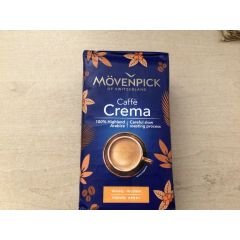 MÖVENPICK
OF SWITZERLAND
Caffè
Crema
100% Highland Careful slow
Arabica roasting process